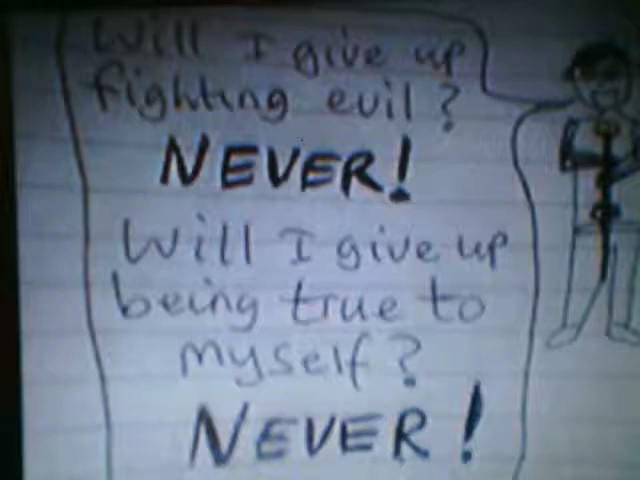 Will I give up
fighting evil?
NEVER!
Will I give up
being true to
myself?
NEVER!